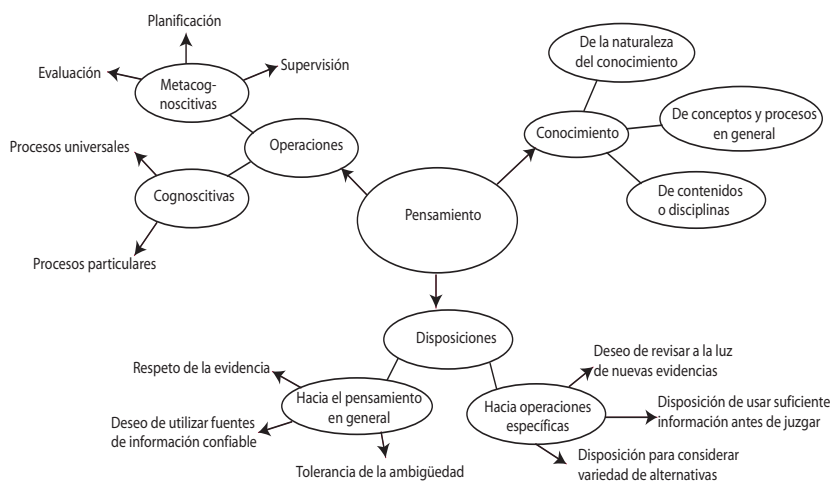 Planificación
Evaluación
Supervisión
Metacog-
noscitivas
Operaciones
Procesos universales
Cognoscitivas
Procesos particulares
De la naturaleza
del conocimiento
Conocimiento
De conceptos y procesos
en general
De contenidos
o disciplinas
Pensamiento
Disposiciones
Respeto de la evidencia
Hacia el pensamiento
en general
Deseo de utilizar fuentes
de información confiable
Tolerancia de la ambigüedad
Deseo de revisar a la luz
de nuevas evidencias
Hacia operaciones
específicas
Disposición de usar suficiente
información antes de juzgar
Disposición para considerar
variedad de alternativas